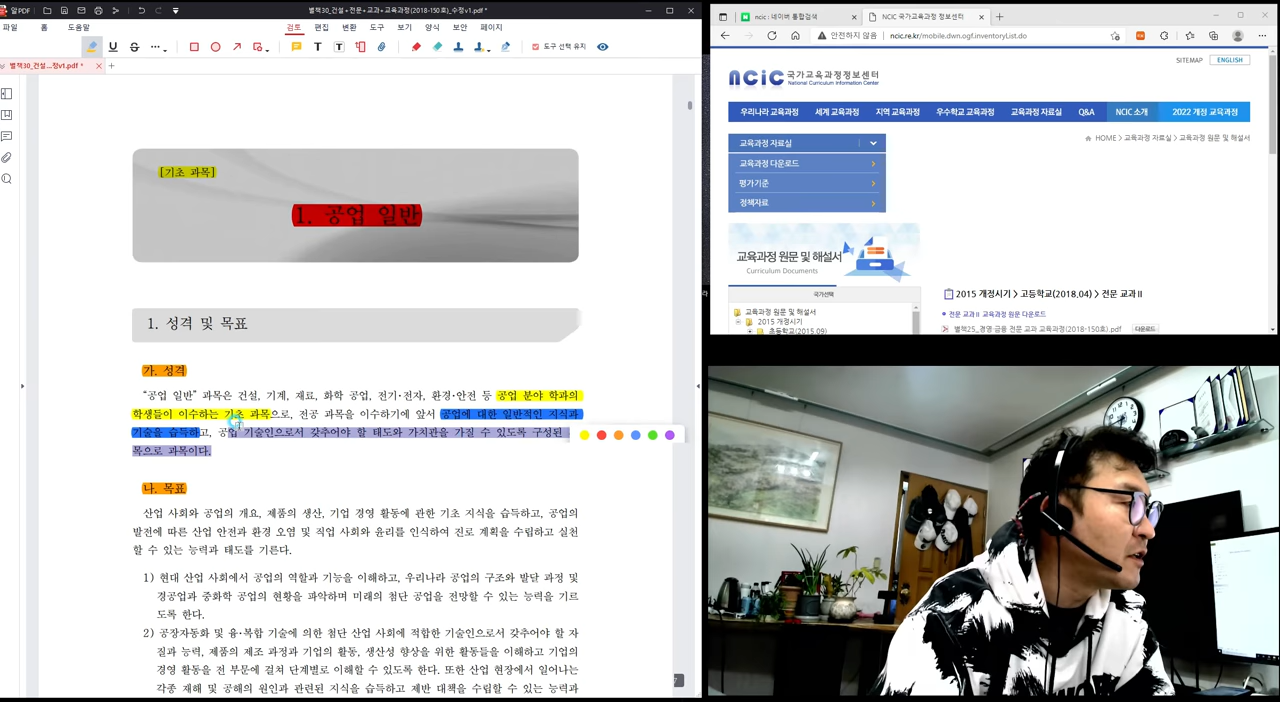 알PDF
별책30_건설+전문+교과+교육과정(2018-150호)_수정v1.pdf *
파일
홈
도움말
검토
편집
변환
도구
보기
양식
보안
페이지
도구 선택 유지
별책30_건설...정v1.pdf *
[기초 과목]
1. 공업 일반
1. 성격 및 목표
가. 성격
“공업 일반” 과목은 건설, 기계, 재료, 화학 공업, 전기·전자, 환경·안전 등 공업 분야 학과의
학생들이 이수하는 기초 과목으로, 전공 과목을 이수하기에 앞서 공업에 대한 일반적인 지식과
기술을 습득하고, 공업 기술인으로서 갖추어야 할 태도와 가치관을 가질 수 있도록 구성된
목으로 과목이다.
나. 목표
산업 사회와 공업의 개요, 제품의 생산, 기업 경영 활동에 관한 기초 지식을 습득하고, 공업의
발전에 따른 산업 안전과 환경 오염 및 직업 사회와 윤리를 인식하여 진로 계획을 수립하고 실천
할 수 있는 능력과 태도를 기른다.
1) 현대 산업 사회에서 공업의 역할과 기능을 이해하고, 우리나라 공업의 구조와 발달 과정 및
경공업과 중화학 공업의 현황을 파악하며 미래의 첨단 공업을 전망할 수 있는 능력을 기르
도록 한다.
2) 공장자동화 및 융·복합 기술에 의한 첨단 산업 사회에 적합한 기술인으로서 갖추어야 할 자
질과 능력, 제품의 제조 과정과 기업의 활동, 생산성 향상을 위한 활동들을 이해하고 기업의
경영 활동을 전 부문에 걸쳐 단계별로 이해할 수 있도록 한다. 또한 산업 현장에서 일어나는
각종 재해 및 공해의 원인과 관련된 지식을 습득하고 제반 대책을 수립할 수 있는 능력과
7
ncic : 네이버 통합검색
NCIC 국가교육과정 정보센터
안전하지 않음
ncic.re.kr/mobile.dwn.ogf.inventoryList.do
SITEMAP
ENGLISH
ncic 국가교육과정정보센터
National Curriculum Information Center
우리나라 교육과정
세계 교육과정
지역 교육과정
우수학교 교육과정
교육과정 자료실
Q&A
NCIC 소개
2022 개정 교육과정
HOME > 교육과정 자료실 > 교육과정 원문 및 해설서
교육과정 자료실
교육과정 다운로드
평가기준
정책자료
교육과정 원문 및 해설서
Curriculum Documents
국가선택
교육과정 원문 및 해설서
2015 개정시기
초등학교(2015.09)
2015 개정시기 > 고등학교(2018.04) > 전문 교과Ⅱ
전문 교과Ⅱ 교육과정 원문 다운로드
별책25_경영·금융 전문 교과 교육과정(2018-150호).pdf
다운로드